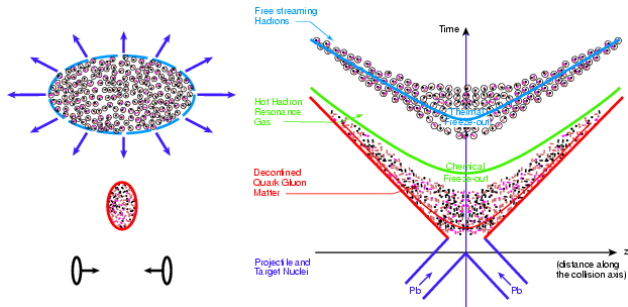 Free streaming
Hadrons
Time
Hot Hadron
Resonance
Gas
Thermal
Freeze-out
Chemical
Freeze-out
Deconfined
Quark Gluon
Matter
Projectile and
Target Nuclei
Pb
Pb
z
(distance along
the collision axis)